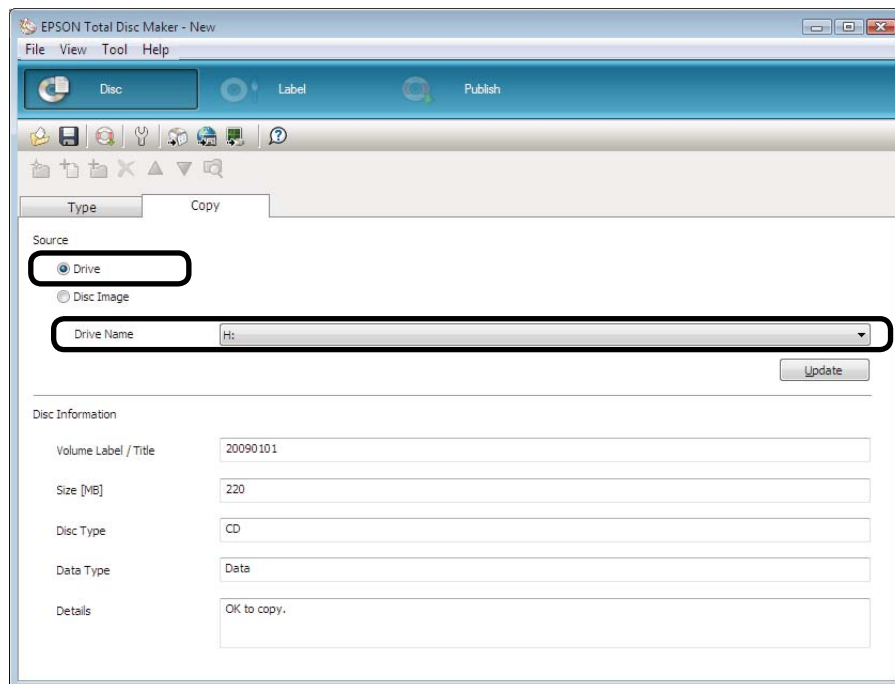 EPSON Total Disc Maker - New
File View Tool Help
Disc Label Publish
Type Copy
Source
Drive
Disc Image
Drive Name H:
Update
Disc Information
Volume Label / Title 20090101
Size [MB] 220
Disc Type CD
Data Type Data
Details OK to copy.